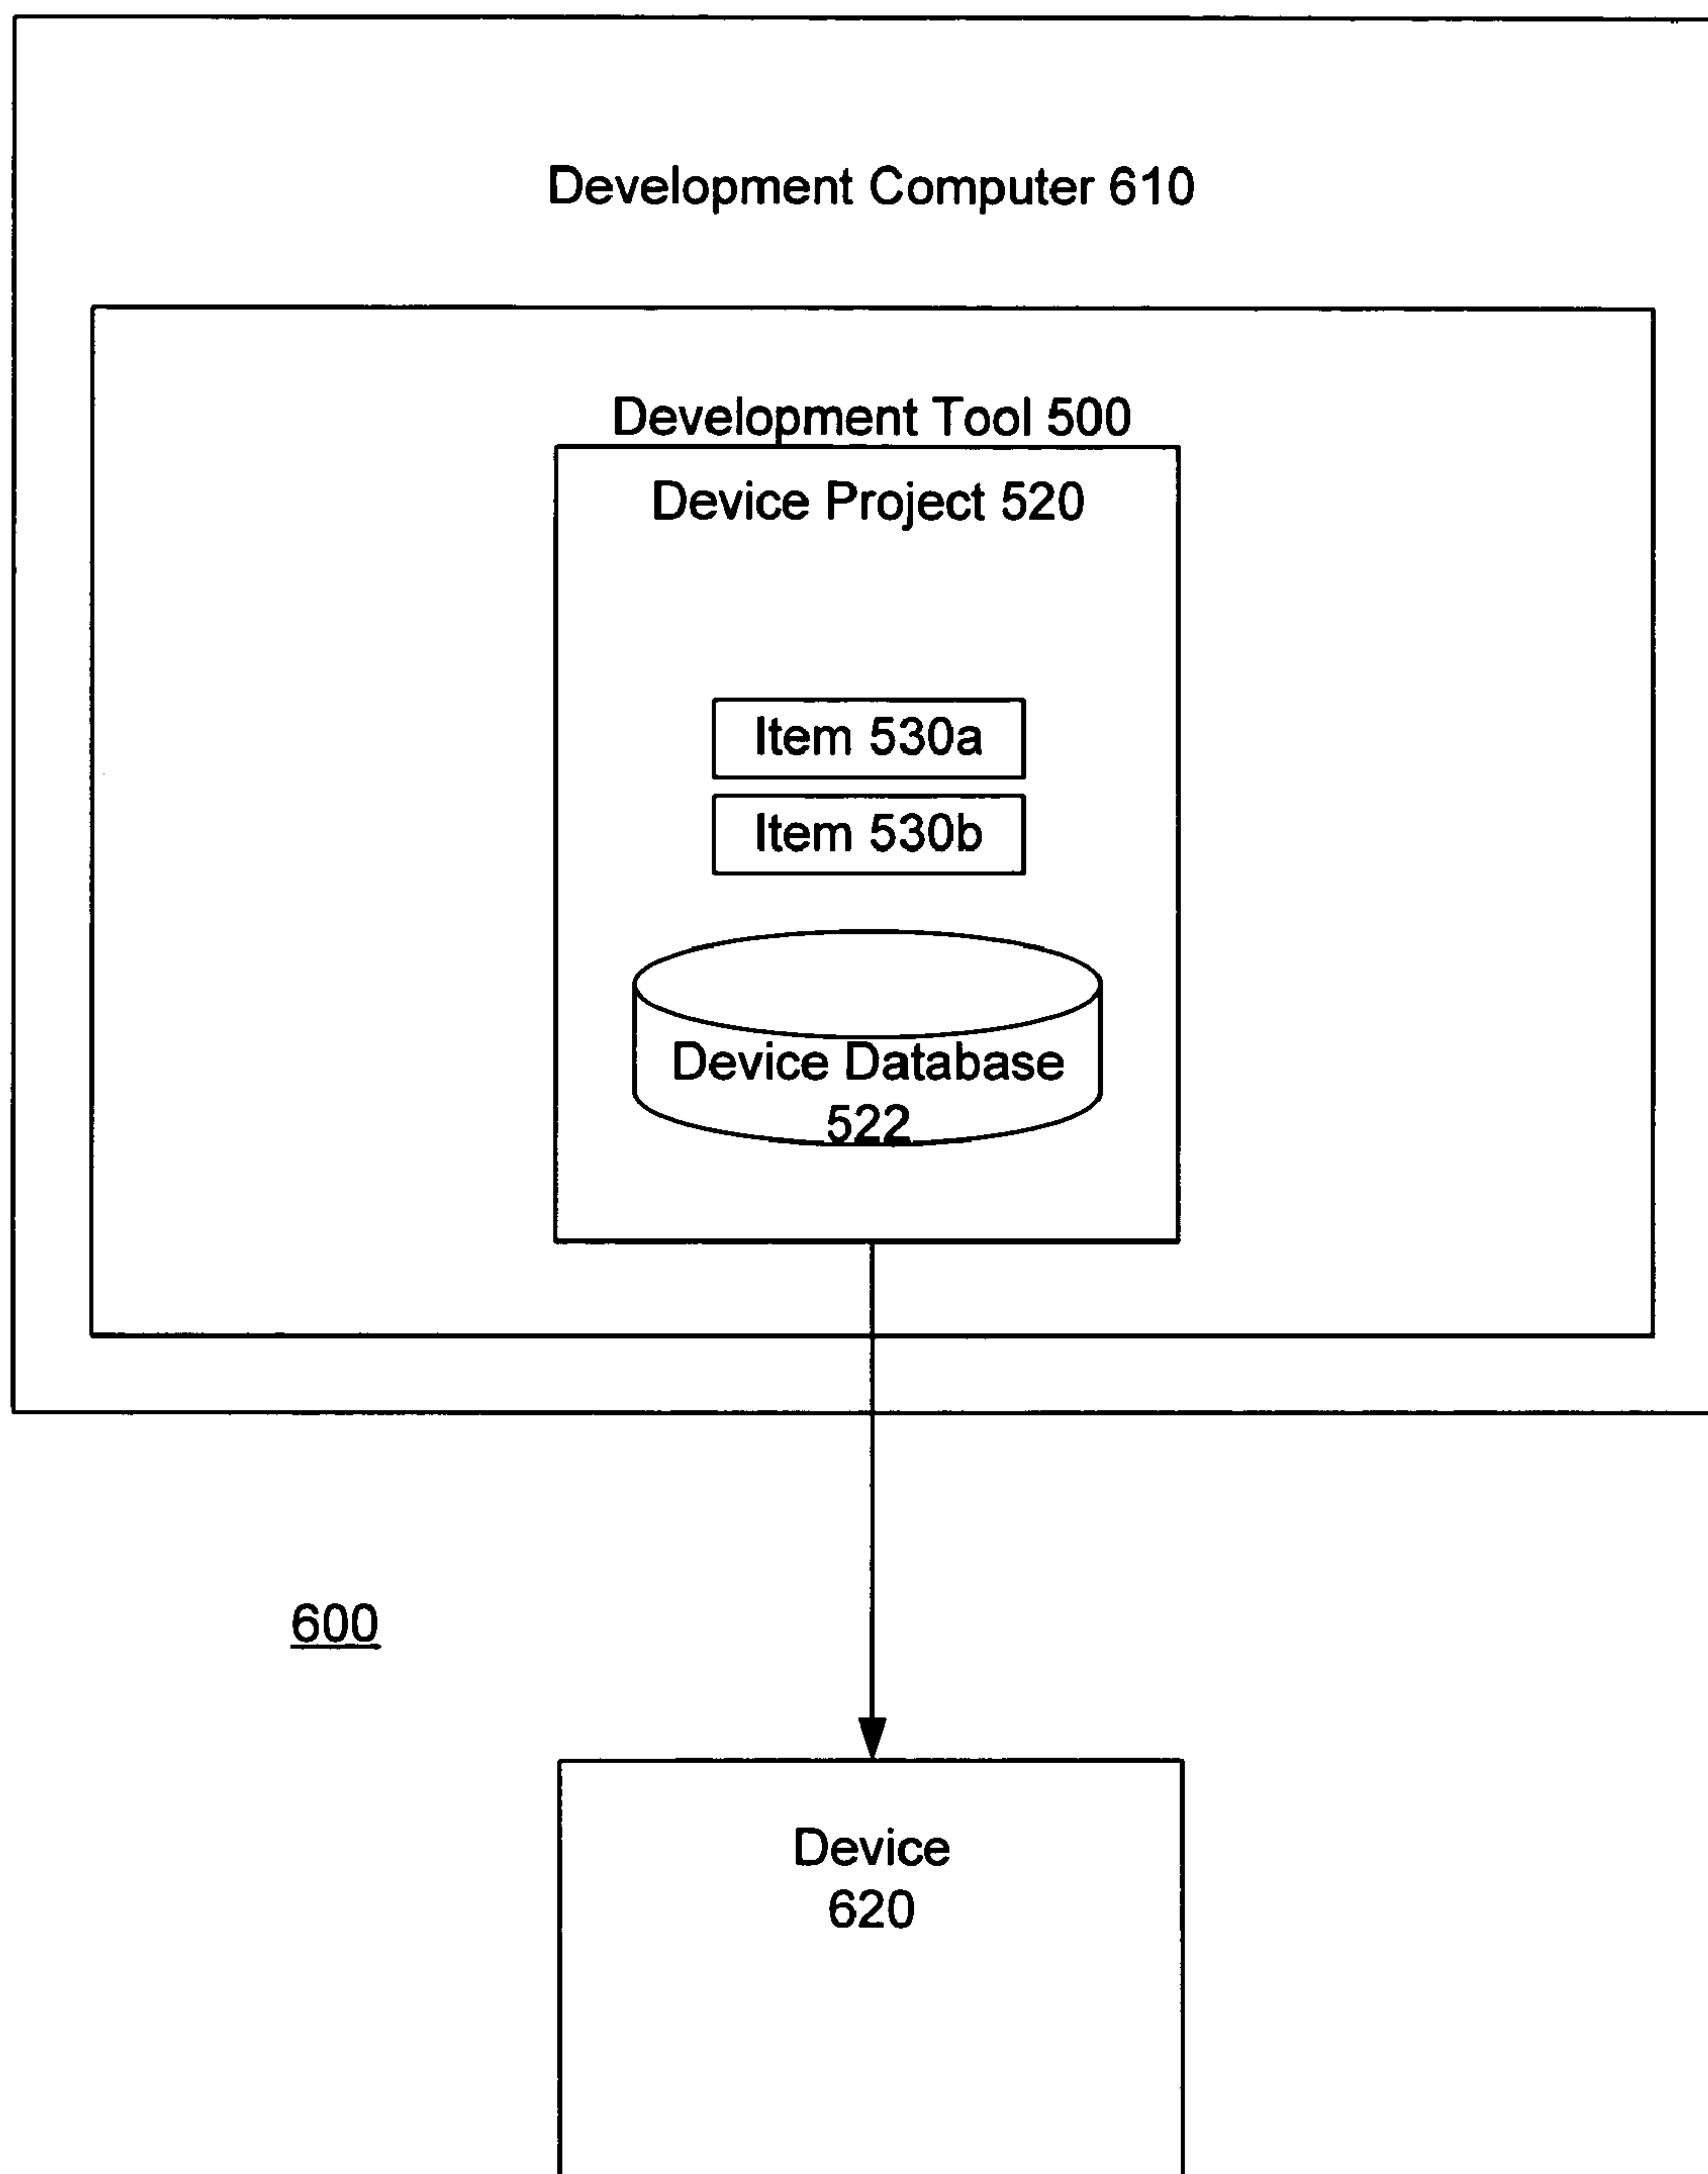 Development Computer 610
Development Tool 500
Device Project 520
Item 530a
Item 530b
Device Database
522
600
Device
620